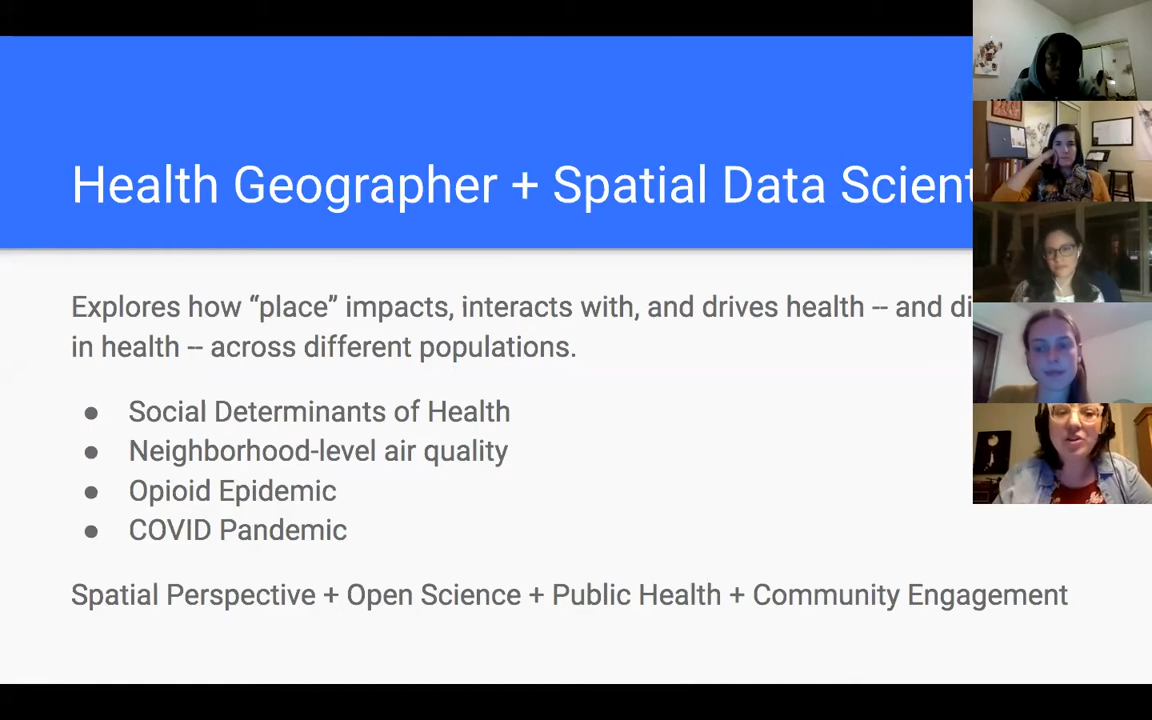 Health Geographer + Spatial Data
Explores how “place” impacts, interacts with, and drives health -- and
in health -- across different populations.
● Social Determinants of Health
● Neighborhood-level air quality
● Opioid Epidemic
● COVID Pandemic
Spatial Perspective + Open Science + Public Health + Community Engagement